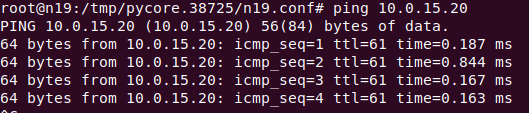 root@n19:/tmp/pycore.38725/n19.conf# ping 10.0.15.20
PING 10.0.15.20 (10.0.15.20) 56(84) bytes of data.
64 bytes from 10.0.15.20: icmp_seq=1 ttl=61 time=0.187 ms
64 bytes from 10.0.15.20: icmp_seq=2 ttl=61 time=0.844 ms
64 bytes from 10.0.15.20: icmp_seq=3 ttl=61 time=0.167 ms
64 bytes from 10.0.15.20: icmp_seq=4 ttl=61 time=0.163 ms